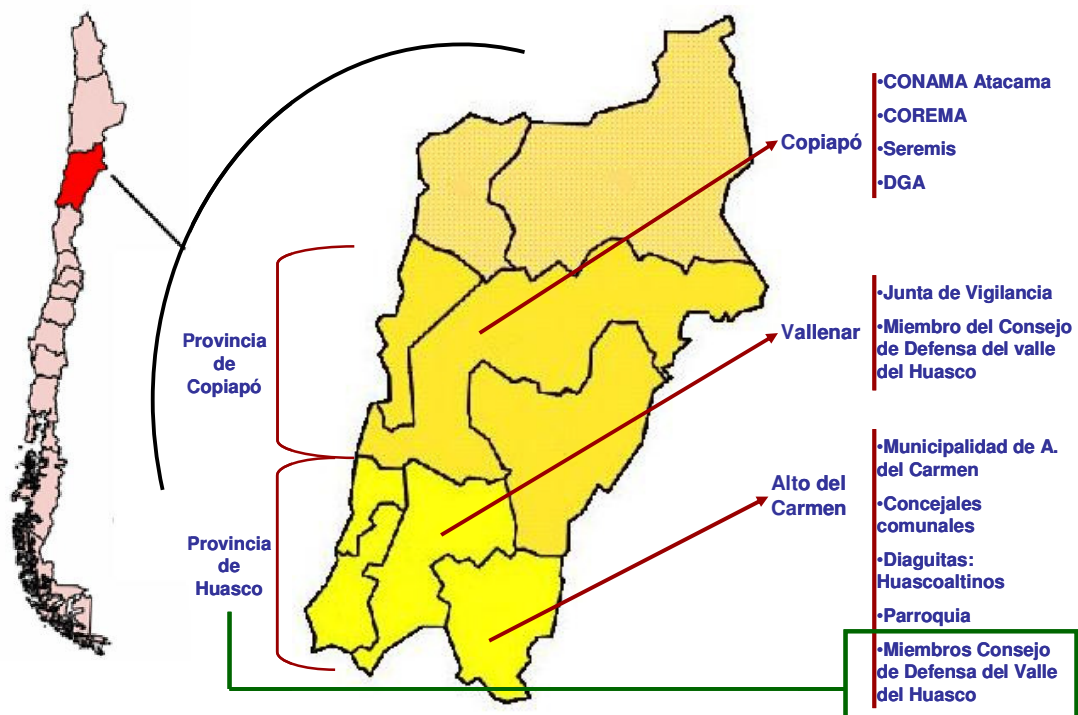 Provincia
de
Copiapó
Provincia
de
Huasco
Copiapó
•CONAMA Atacama
•COREMA
•Seremis
•DGA
Vallenar
•Junta de Vigilancia
•Miembro del Consejo
de Defensa del valle
del Huasco
Alto del
Carmen
•Municipalidad de A.
del Carmen
•Concejales
comunales
•Diaguitas:
Huascoaltinos
•Parroquia
•Miembros Consejo
de Defensa del Valle
del Huasco